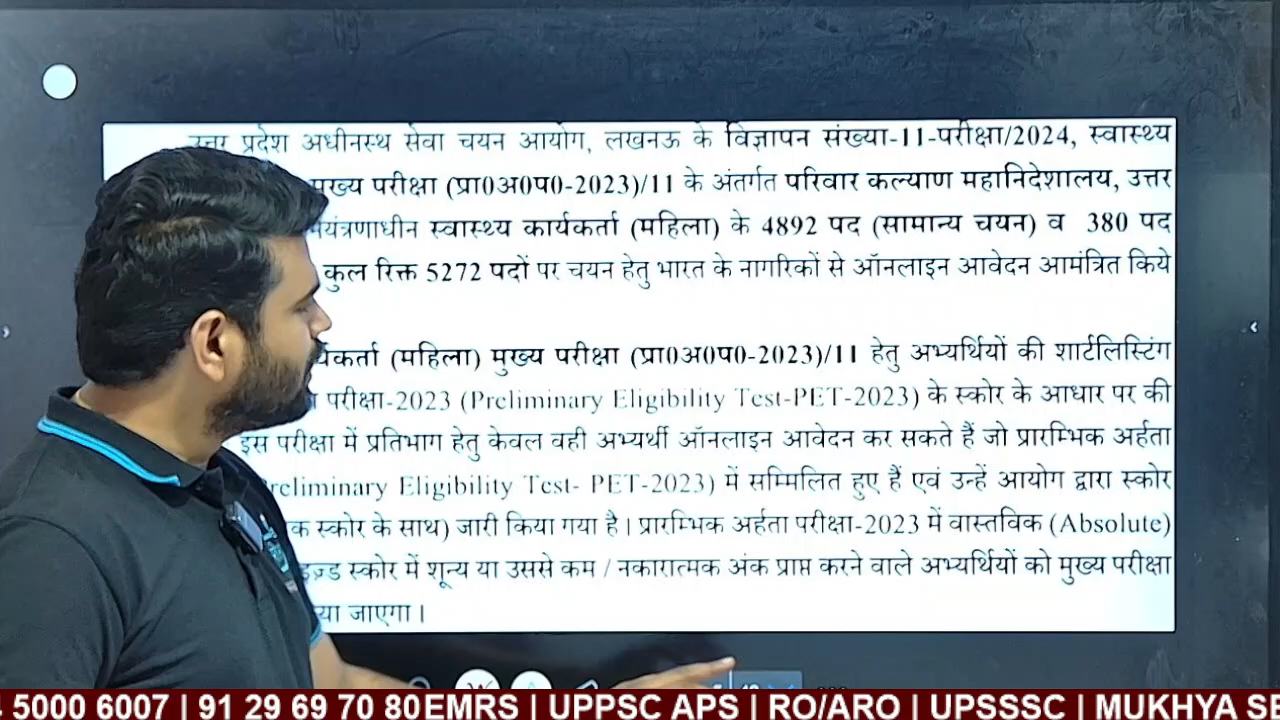 उत्तर प्रदेश अधीनस्थ सेवा चयन आयोग, लखनऊ के विज्ञापन संख्या-11-परीक्षा/2024, स्वास्थ्य
मुख्य परीक्षा (प्रा0अ0प0-2023)/11 के अंतर्गत परिवार कल्याण महानिदेशालय, उत्तर
स्वास्थ्य कार्यकर्ता (महिला) के 4892 पद (सामान्य चयन) व 380 पद
कुल रिक्त 5272 पदों पर चयन हेतु भारत के नागरिकों से ऑनलाइन आवेदन आमंत्रित किये
(महिला) मुख्य परीक्षा (प्रा0अ0प0-2023)/11 हेतु अभ्यर्थियों की शार्टलिस्टिंग
परीक्षा-2023 (Preliminary Eligibility Test-PET-2023) के स्कोर के आधार पर की
इस परीक्षा में प्रतिभाग हेतु केवल वही अभ्यर्थी ऑनलाइन आवेदन कर सकते हैं जो प्रारम्भिक अर्हता
reliminary Eligibility Test- PET-2023) में सम्मिलित हुए हैं एवं उन्हें आयोग द्वारा स्कोर
क स्कोर के साथ) जारी किया गया है। प्रारम्भिक अर्हता परीक्षा-2023 में वास्तविक (Absolute)
स्कोर में शून्य या उससे कम / नकारात्मक अंक प्राप्त करने वाले अभ्यर्थियों को मुख्य परीक्षा
या जाएगा।
5000 6007 | 91 29 69 70 80 EMRS | UPPSC APS | RO/ARO | UPSSSC | MUKHYA SE